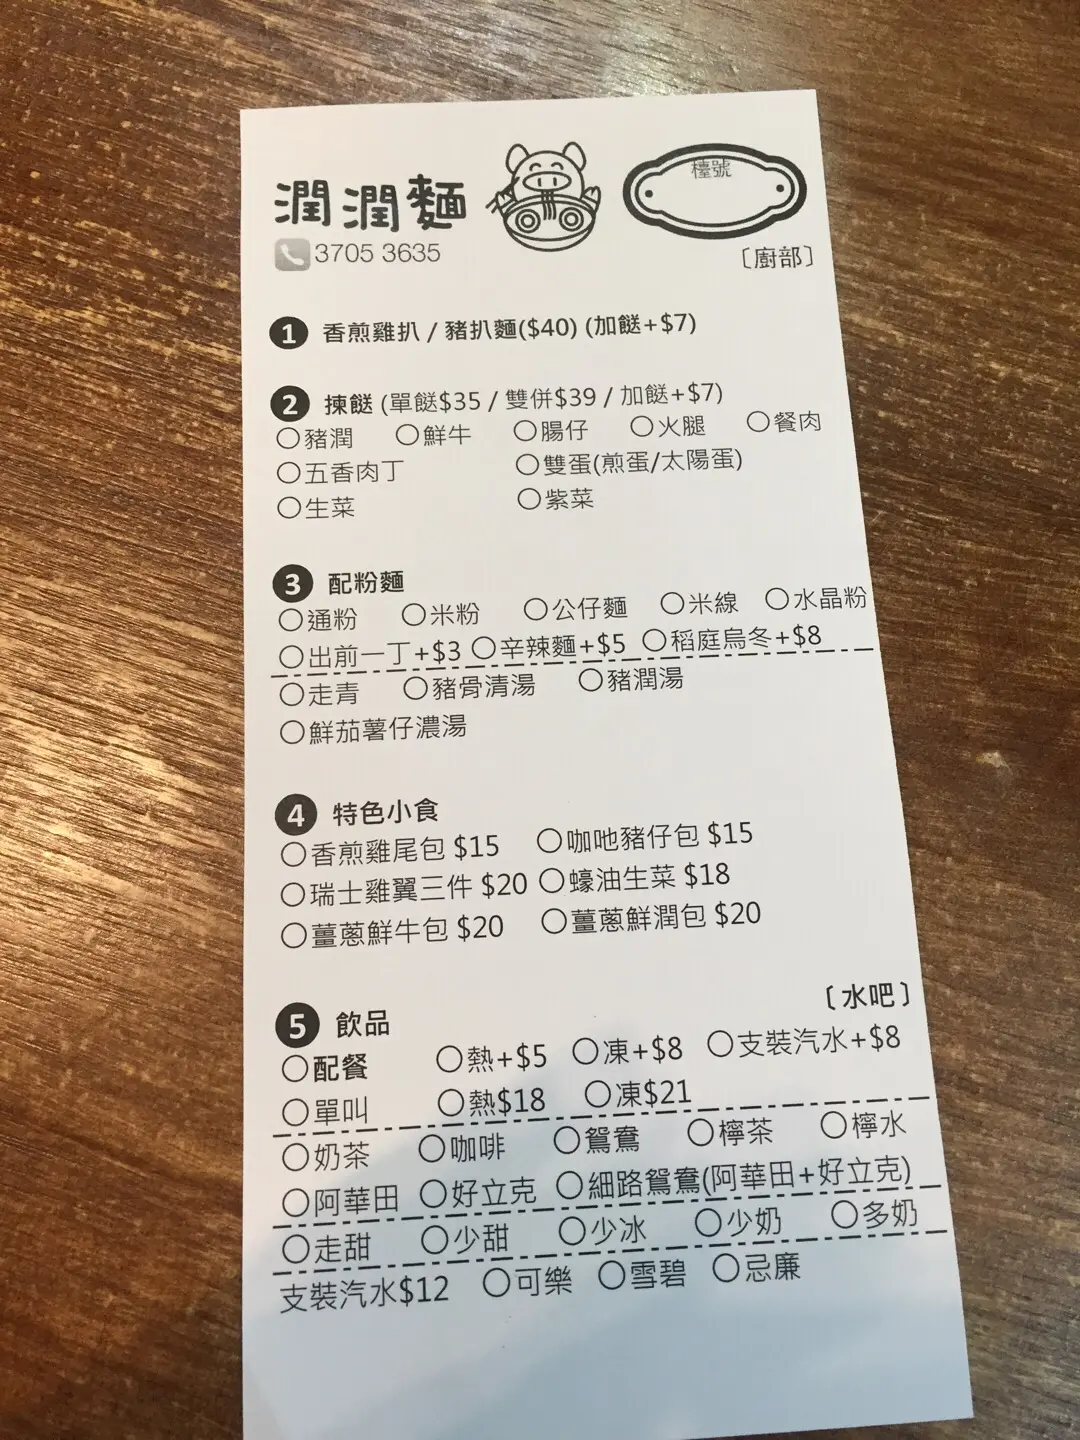 潤潤麵
檯號
3705 3635
〔廚部〕
1 香煎雞扒 / 豬扒麵($40) (加餸+$7)
2 揀餸 (單餸$35 / 雙併$39 / 加餸+$7)
○豬潤 ○鮮牛 ○腸仔 ○火腿 ○餐肉
○五香肉丁 ○雙蛋(煎蛋/太陽蛋)
○生菜 ○紫菜
3 配粉麵
○通粉 ○米粉 ○公仔麵 ○米線 ○水晶粉
○出前一丁+$3 ○辛辣麵+$5 ○稻庭烏冬+$8
○走青 ○豬骨清湯 ○豬潤湯
○鮮茄薯仔濃湯
4 特色小食
○香煎雞尾包 $15 ○咖吔豬仔包 $15
○瑞士雞翼三件 $20 ○蠔油生菜 $18
○薑蔥鮮牛包 $20 ○薑蔥鮮潤包 $20
〔水吧〕
5 飲品
○配餐 ○熱+$5 ○凍+$8 ○支裝汽水+$8
○單叫 ○熱$18 ○凍$21
○奶茶 ○咖啡 ○鴛鴦 ○檸茶 ○檸水
○阿華田 ○好立克 ○細路鴛鴦(阿華田+好立克)
○走甜 ○少甜 ○少冰 ○少奶 ○多奶
支裝汽水$12 ○可樂 ○雪碧 ○忌廉